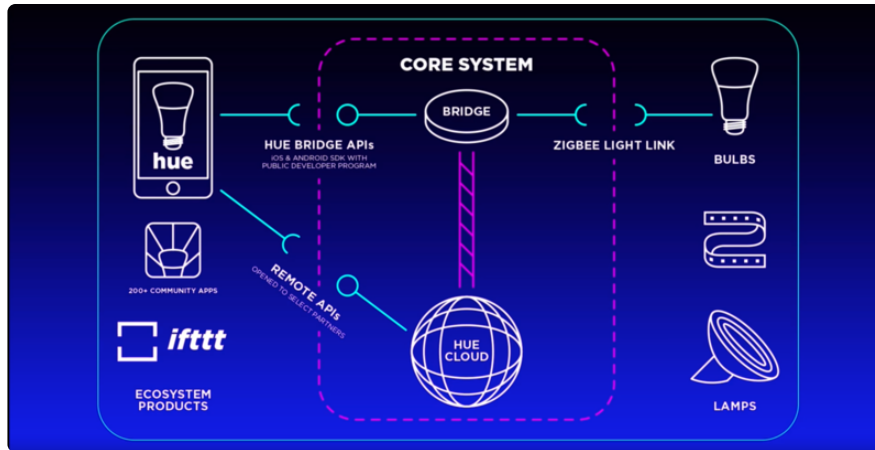 CORE SYSTEM
hue
HUE BRIDGE APIs
iOS & ANDROID SDK WITH
PUBLIC DEVELOPER PROGRAM
BRIDGE
ZIGBEE LIGHT LINK
BULBS
200+ COMMUNITY APPS
REMOTE APIs
OPENED TO SELECT PARTNERS
ifttt
HUE
CLOUD
ECOSYSTEM
PRODUCTS
LAMPS